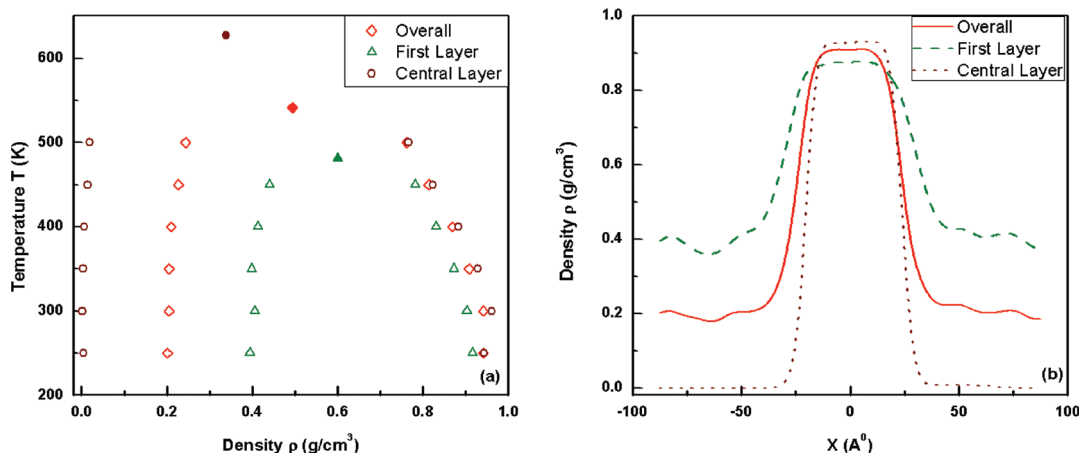 Overall
First Layer
Central Layer
600
500
400
300
200
Temperature T (K)
0.0 0.2 0.4 0.6 0.8 1.0
Density ρ (g/cm³)
(a)
Overall
First Layer
Central Layer
1.0
0.8
0.6
0.4
0.2
0.0
Density ρ (g/cm³)
-100 -50 0 50 100
X (A⁰)
(b)